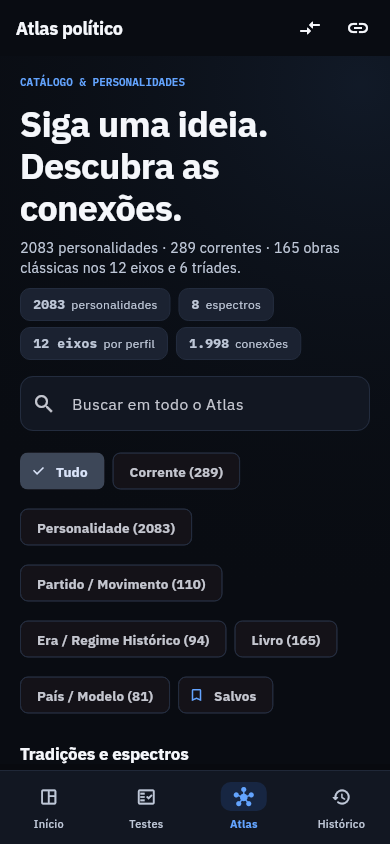 Atlas político
CATÁLOGO & PERSONALIDADES
Siga uma ideia.
Descubra as
conexões.
2083 personalidades · 289 correntes · 165 obras
clássicas nos 12 eixos e 6 tríades.
2083 personalidades
8 espectros
12 eixos por perfil
1.998 conexões
Buscar em todo o Atlas
Tudo
Corrente (289)
Personalidade (2083)
Partido / Movimento (110)
Era / Regime Histórico (94)
Livro (165)
País / Modelo (81)
Salvos
Tradições e espectros
Início
Testes
Atlas
Histórico